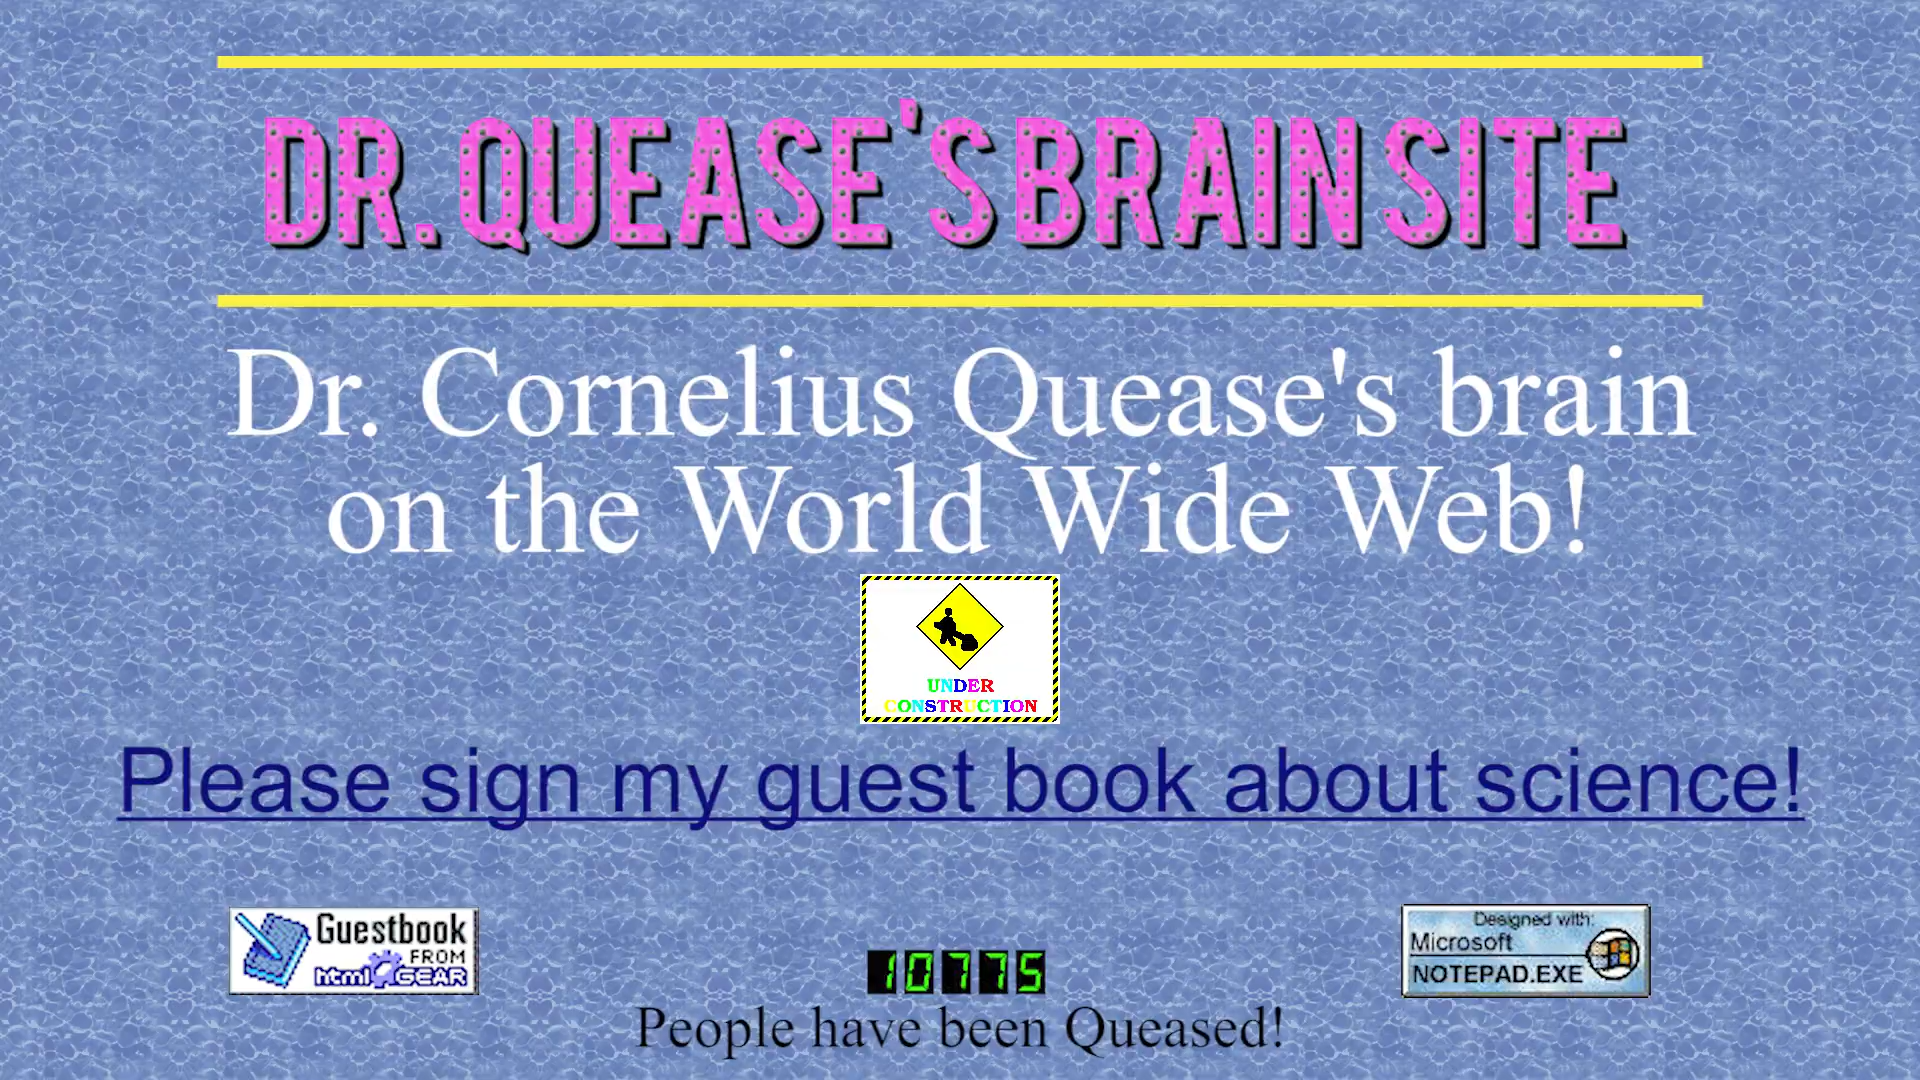 DR. QUEASE'S BRAIN SITE
Dr. Cornelius Quease's brain
on the World Wide Web!
UNDER
CONSTRUCTION
Please sign my guest book about science!
Guestbook
FROM
html GEAR
10775
People have been Queased!
Designed with:
Microsoft
NOTEPAD.EXE